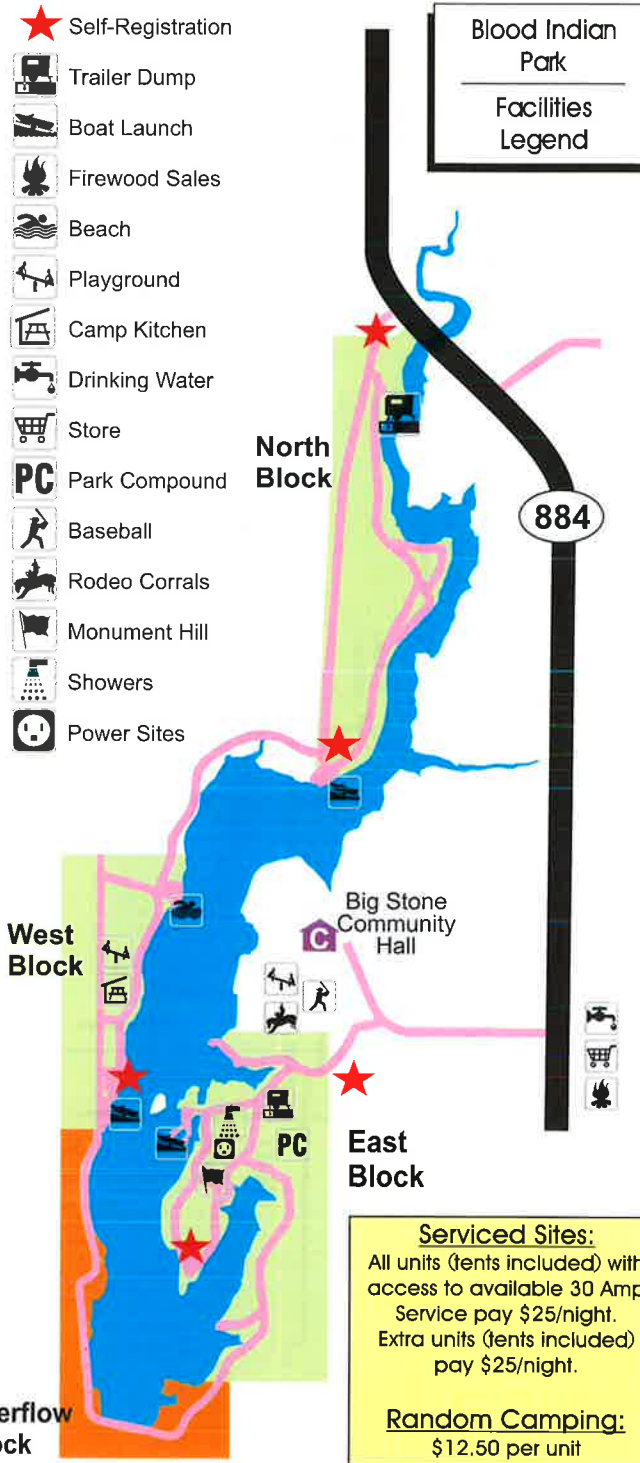 Self-Registration
Trailer Dump
Boat Launch
Firewood Sales
Beach
Playground
Camp Kitchen
Drinking Water
Store
PC Park Compound
Baseball
Rodeo Corrals
Monument Hill
Showers
Power Sites
Blood Indian
Park
Facilities
Legend
North
Block
884
West
Block
C
Big Stone
Community
Hall
PC
East
Block
erflow
ock
Serviced Sites:
All units (tents included) with
access to available 30 Amp
Service pay $25/night.
Extra units (tents included)
pay $25/night.
Random Camping:
$12.50 per unit